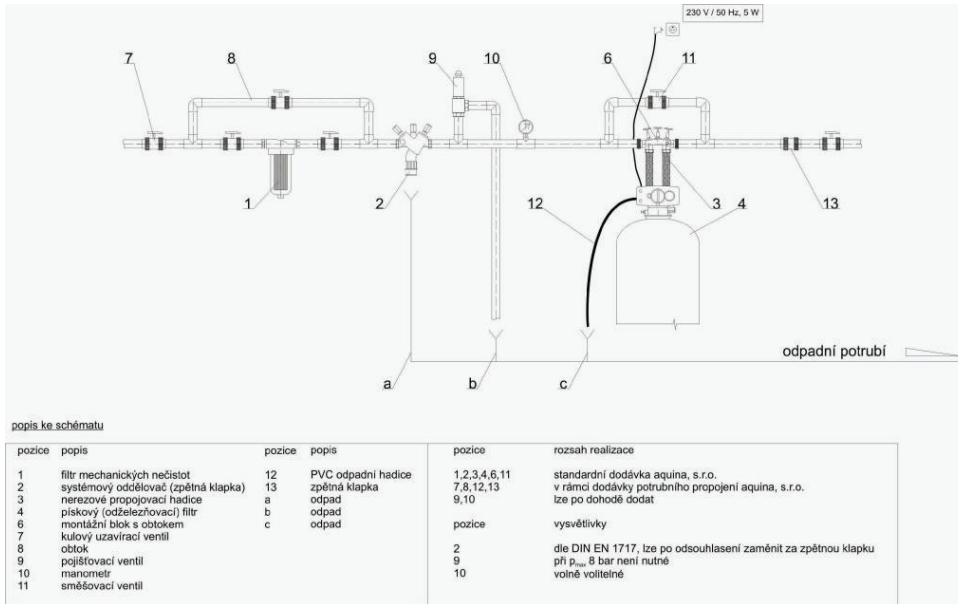 230 V / 50 Hz, 5 W
7 8 9 10 6 11
1 2 12 3 4 13
odpadní potrubí
a b c
popis ke schématu
pozice popis pozice popis pozice rozsah realizace
1 filtr mechanických nečistot 12 PVC odpadní hadice 1,2,3,4,6,11 standardní dodávka aquina, s.r.o.
2 systémový oddělovač (zpětná klapka) 13 zpětná klapka 7,8,12,13 v rámci dodávky potrubního propojení aquina, s.r.o.
3 nerezové propojovací hadice a odpad 9,10 lze po dohodě dodat
4 pískový (odželezňovací) filtr b odpad
6 montážní blok s obtokem c odpad pozice vysvětlivky
7 kulový uzavírací ventil
8 obtok 2 dle DIN EN 1717, lze po odsouhlasení zaměnit za zpětnou klapku
9 pojišťovací ventil 9 při pmax 8 bar není nutné
10 manometr 10 volně volitelné
11 směšovací ventil